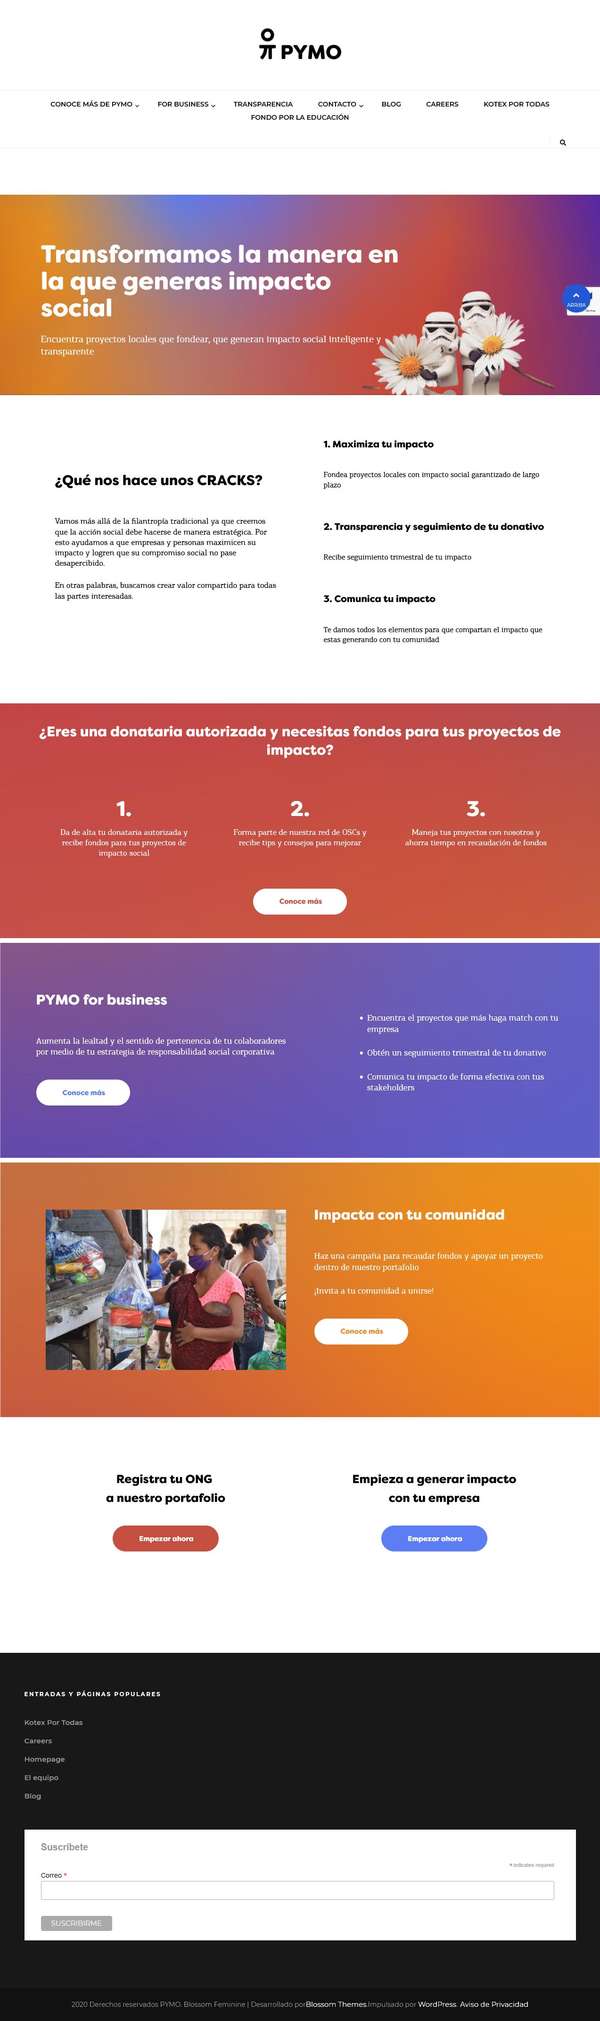 PYMO
CONOCE MÁS DE PYMO
FOR BUSINESS
TRANSPARENCIA
CONTACTO
BLOG
CAREERS
KOTEX POR TODAS
FONDO POR LA EDUCACIÓN
Transformamos la manera en
la que generas impacto
social
Encuentra proyectos locales que fondear, que generan impacto social inteligente y
transparente
ARRIBA
¿Qué nos hace unos CRACKS?
Vamos más allá de la filantropía tradicional ya que creemos
que la acción social debe hacerse de manera estratégica. Por
esto ayudamos a que empresas y personas maximicen su
impacto y logren que su compromiso social no pase
desapercibido.
En otras palabras, buscamos crear valor compartido para todas
las partes interesadas.
1. Maximiza tu impacto
Fondea proyectos locales con impacto social garantizado de largo
plazo
2. Transparencia y seguimiento de tu donativo
Recibe seguimiento trimestral de tu impacto
3. Comunica tu impacto
Te damos todos los elementos para que compartan el impacto que
estas generando con tu comunidad
¿Eres una donataria autorizada y necesitas fondos para tus proyectos de
impacto?
1.
Da de alta tu donataria autorizada y
recibe fondos para tus proyectos de
impacto social
2.
Forma parte de nuestra red de OSCs y
recibe tips y consejos para mejorar
3.
Maneja tus proyectos con nosotros y
ahorra tiempo en recaudación de fondos
Conoce más
PYMO for business
Aumenta la lealtad y el sentido de pertenencia de tu colaboradores
por medio de tu estrategia de responsabilidad social corporativa
Conoce más
Encuentra el proyectos que más haga match con tu
empresa
Obtén un seguimiento trimestral de tu donativo
Comunica tu impacto de forma efectiva con tus
stakeholders
Impacta con tu comunidad
Haz una campaña para recaudar fondos y apoyar un proyecto
dentro de nuestro portafolio
¡Invita a tu comunidad a unirse!
Conoce más
Registra tu ONG
a nuestro portafolio
Empezar ahora
Empieza a generar impacto
con tu empresa
Empezar ahora
ENTRADAS Y PÁGINAS POPULARES
Kotex Por Todas
Careers
Homepage
El equipo
Blog
Suscríbete
* indicates required
Correo *
SUSCRIBIRME
2020 Derechos reservados PYMO. Blossom Feminine | Desarrollado porBlossom Themes.Impulsado por WordPress. Aviso de Privacidad